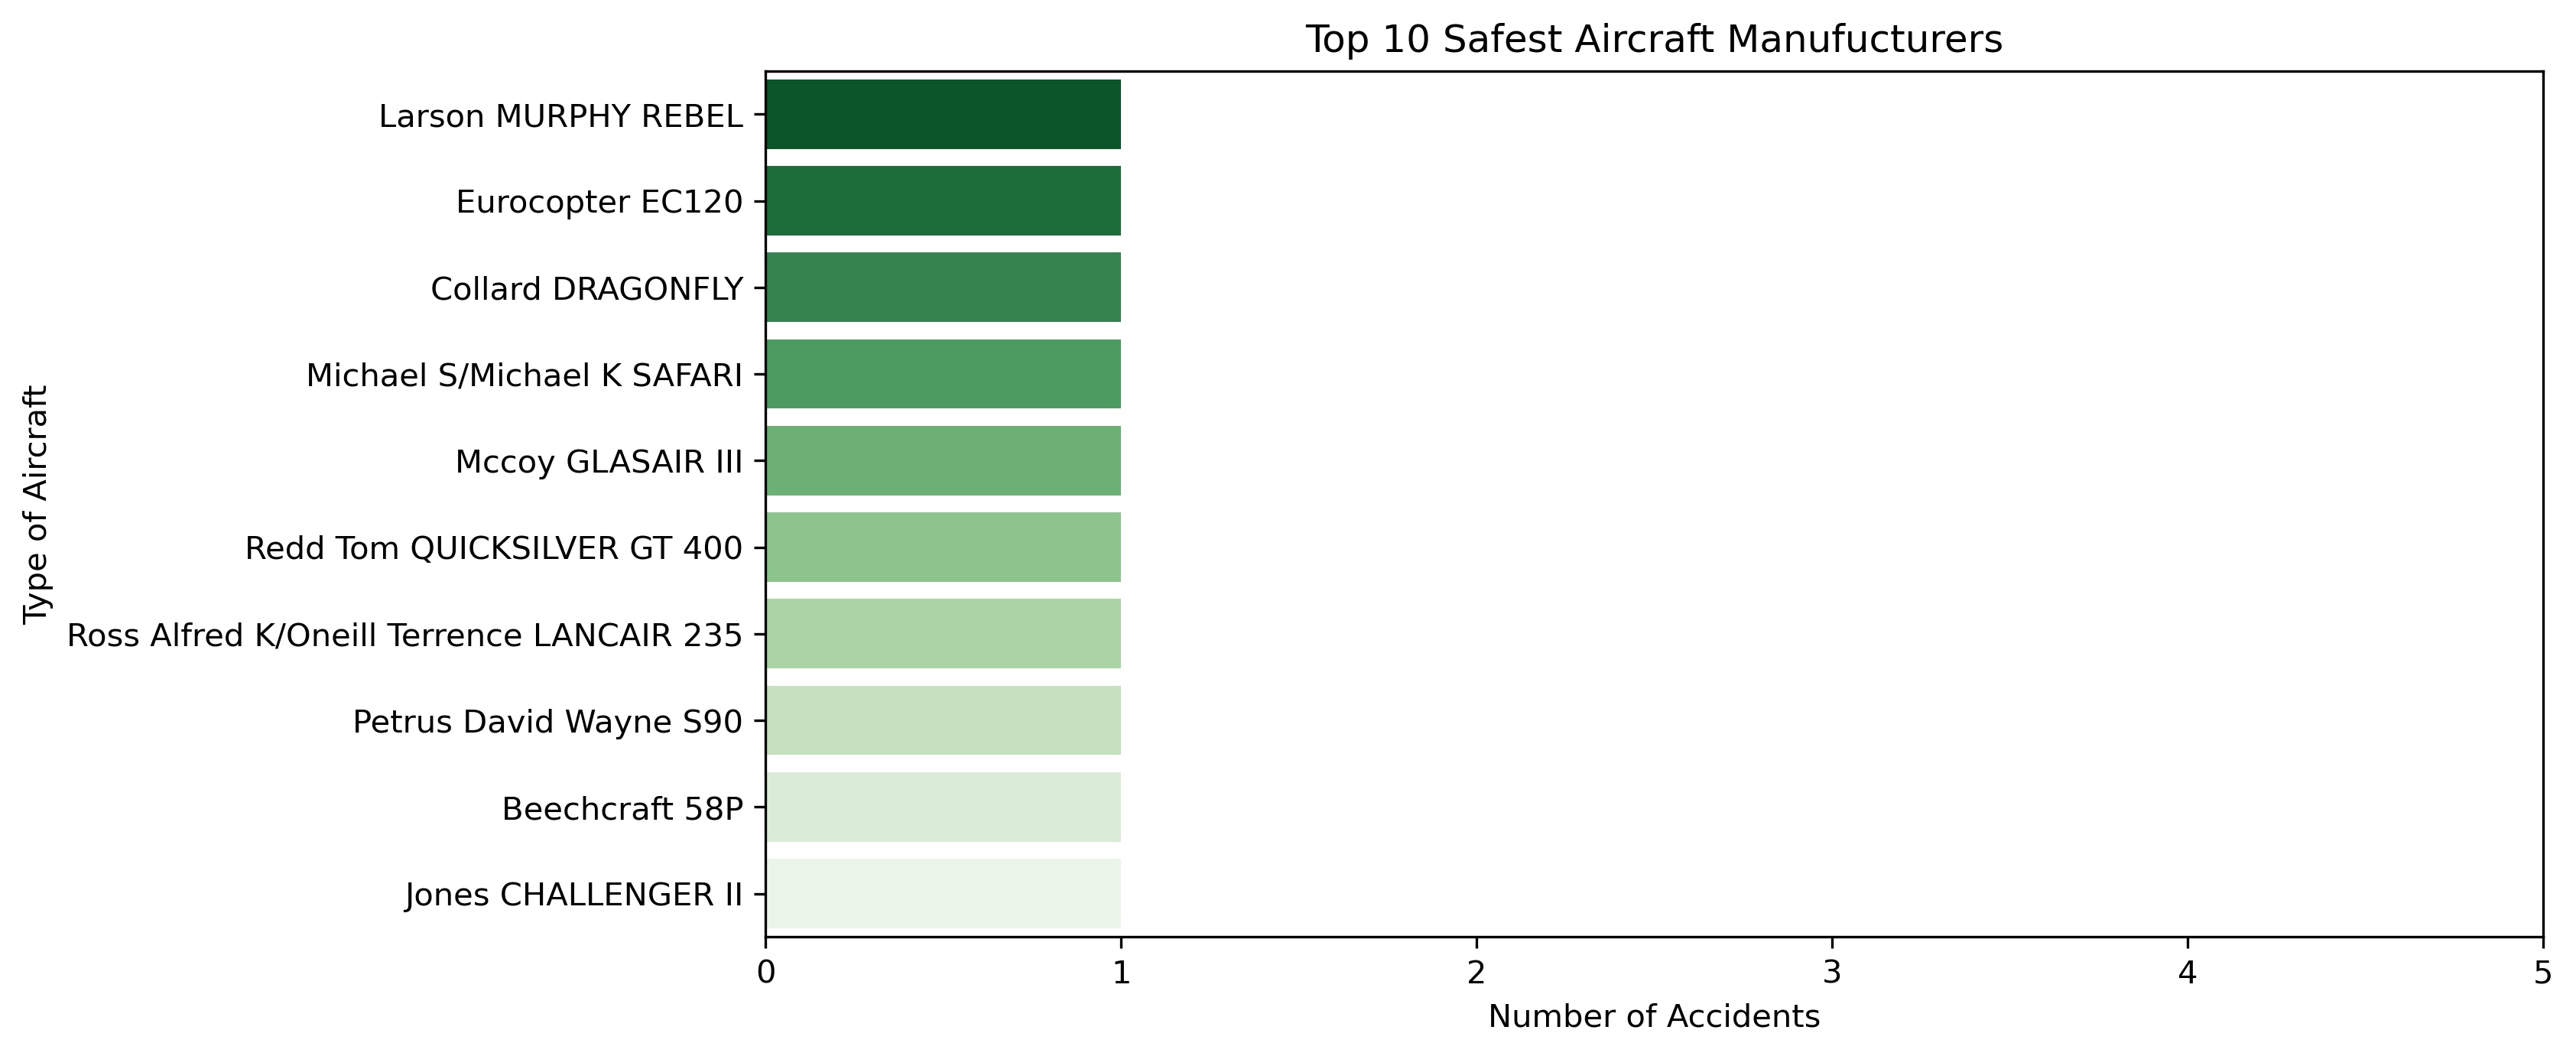 Top 10 Safest Aircraft Manufucturers
Type of Aircraft
Larson MURPHY REBEL
Eurocopter EC120
Collard DRAGONFLY
Michael S/Michael K SAFARI
Mccoy GLASAIR III
Redd Tom QUICKSILVER GT 400
Ross Alfred K/Oneill Terrence LANCAIR 235
Petrus David Wayne S90
Beechcraft 58P
Jones CHALLENGER II
0 1 2 3 4 5
Number of Accidents